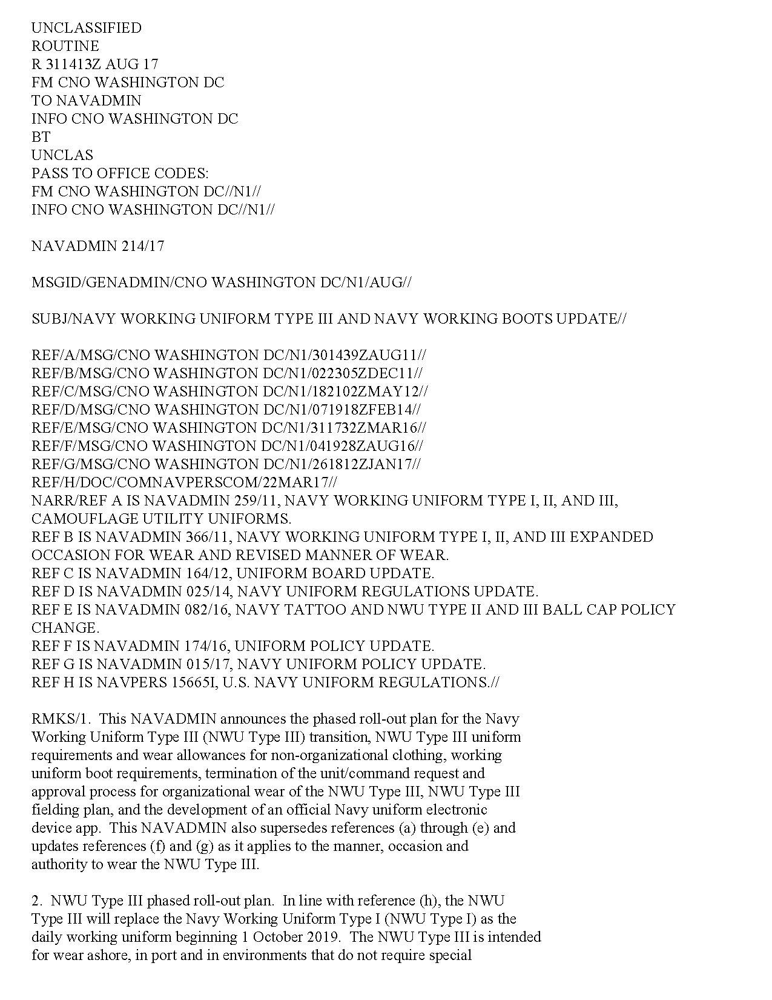 UNCLASSIFIED
ROUTINE
R 311413Z AUG 17
FM CNO WASHINGTON DC
TO NAVADMIN
INFO CNO WASHINGTON DC
BT
UNCLAS
PASS TO OFFICE CODES:
FM CNO WASHINGTON DC//N1//
INFO CNO WASHINGTON DC//N1//
NAVADMIN 214/17
MSGID/GENADMIN/CNO WASHINGTON DC/N1/AUG//
SUBJ/NAVY WORKING UNIFORM TYPE III AND NAVY WORKING BOOTS UPDATE//
REF/A/MSG/CNO WASHINGTON DC/N1/301439ZAUG11//
REF/B/MSG/CNO WASHINGTON DC/N1/022305ZDEC11//
REF/C/MSG/CNO WASHINGTON DC/N1/182102ZMAY12//
REF/D/MSG/CNO WASHINGTON DC/N1/071918ZFEB14//
REF/E/MSG/CNO WASHINGTON DC/N1/311732ZMAR16//
REF/F/MSG/CNO WASHINGTON DC/N1/041928ZAUG16//
REF/G/MSG/CNO WASHINGTON DC/N1/261812ZJAN17//
REF/H/DOC/COMNAVPERSCOM/22MAR17//
NARR/REF A IS NAVADMIN 259/11, NAVY WORKING UNIFORM TYPE I, II, AND III,
CAMOUFLAGE UTILITY UNIFORMS.
REF B IS NAVADMIN 366/11, NAVY WORKING UNIFORM TYPE I, II, AND III EXPANDED
OCCASION FOR WEAR AND REVISED MANNER OF WEAR.
REF C IS NAVADMIN 164/12, UNIFORM BOARD UPDATE.
REF D IS NAVADMIN 025/14, NAVY UNIFORM REGULATIONS UPDATE.
REF E IS NAVADMIN 082/16, NAVY TATTOO AND NWU TYPE II AND III BALL CAP POLICY
CHANGE.
REF F IS NAVADMIN 174/16, UNIFORM POLICY UPDATE.
REF G IS NAVADMIN 015/17, NAVY UNIFORM POLICY UPDATE.
REF H IS NAVPERS 15665I, U.S. NAVY UNIFORM REGULATIONS.//
RMKS/1.  This NAVADMIN announces the phased roll-out plan for the Navy
Working Uniform Type III (NWU Type III) transition, NWU Type III uniform
requirements and wear allowances for non-organizational clothing, working
uniform boot requirements, termination of the unit/command request and
approval process for organizational wear of the NWU Type III, NWU Type III
fielding plan, and the development of an official Navy uniform electronic
device app.  This NAVADMIN also supersedes references (a) through (e) and
updates references (f) and (g) as it applies to the manner, occasion and
authority to wear the NWU Type III.
2.  NWU Type III phased roll-out plan.  In line with reference (h), the NWU
Type III will replace the Navy Working Uniform Type I (NWU Type I) as the
daily working uniform beginning 1 October 2019.  The NWU Type III is intended
for wear ashore, in port and in environments that do not require special